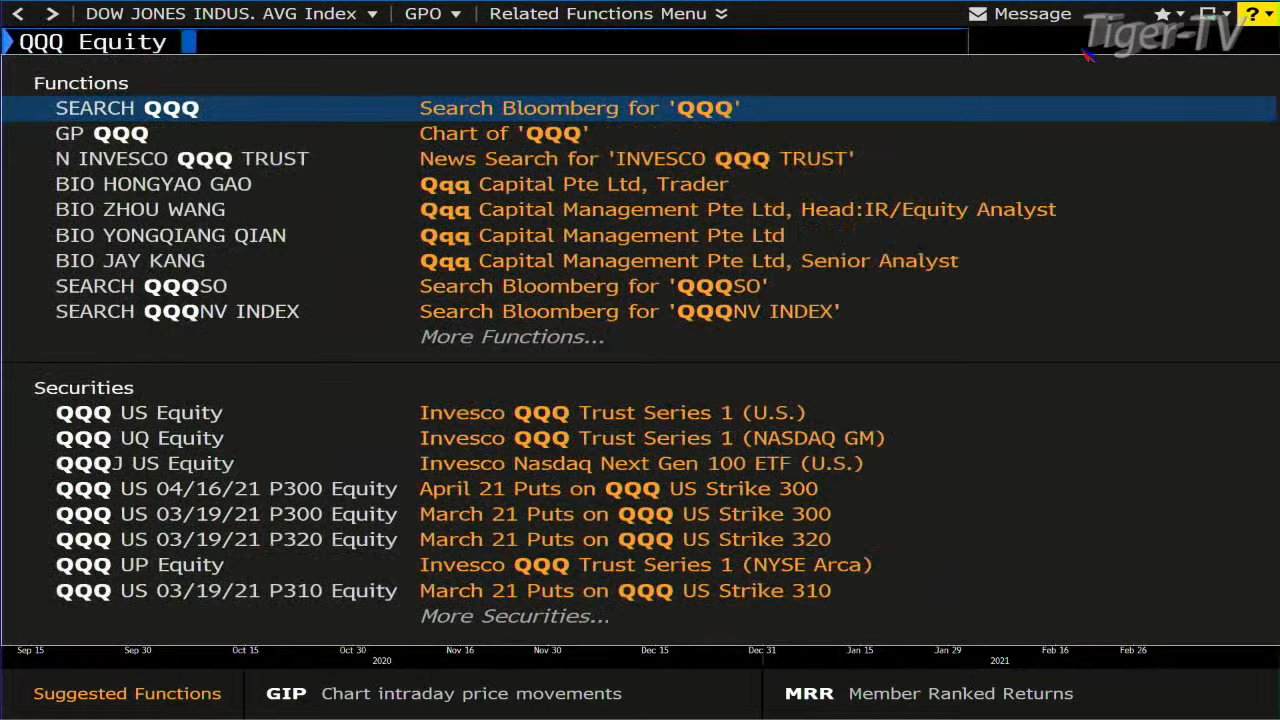 DOW JONES INDUS. AVG Index GPO Related Functions Menu Message ?
Tiger-TV
QQQ Equity
Functions
SEARCH QQQ Search Bloomberg for 'QQQ'
GP QQQ Chart of 'QQQ'
N INVESCO QQQ TRUST News Search for 'INVESCO QQQ TRUST'
BIO HONGYAO GAO Qqq Capital Pte Ltd, Trader
BIO ZHOU WANG Qqq Capital Management Pte Ltd, Head:IR/Equity Analyst
BIO YONGQIANG QIAN Qqq Capital Management Pte Ltd
BIO JAY KANG Qqq Capital Management Pte Ltd, Senior Analyst
SEARCH QQQSO Search Bloomberg for 'QQQSO'
SEARCH QQQNV INDEX Search Bloomberg for 'QQQNV INDEX'
More Functions...
Securities
QQQ US Equity Invesco QQQ Trust Series 1 (U.S.)
QQQ UQ Equity Invesco QQQ Trust Series 1 (NASDAQ GM)
QQQJ US Equity Invesco Nasdaq Next Gen 100 ETF (U.S.)
QQQ US 04/16/21 P300 Equity April 21 Puts on QQQ US Strike 300
QQQ US 03/19/21 P300 Equity March 21 Puts on QQQ US Strike 300
QQQ US 03/19/21 P320 Equity March 21 Puts on QQQ US Strike 320
QQQ UP Equity Invesco QQQ Trust Series 1 (NYSE Arca)
QQQ US 03/19/21 P310 Equity March 21 Puts on QQQ US Strike 310
More Securities...
Sep 15 Sep 30 Oct 15 Oct 30 Nov 16 Nov 30 Dec 15 Dec 31 Jan 15 Jan 29 Feb 16 Feb 26
2020 2021
Suggested Functions GIP Chart intraday price movements MRR Member Ranked Returns